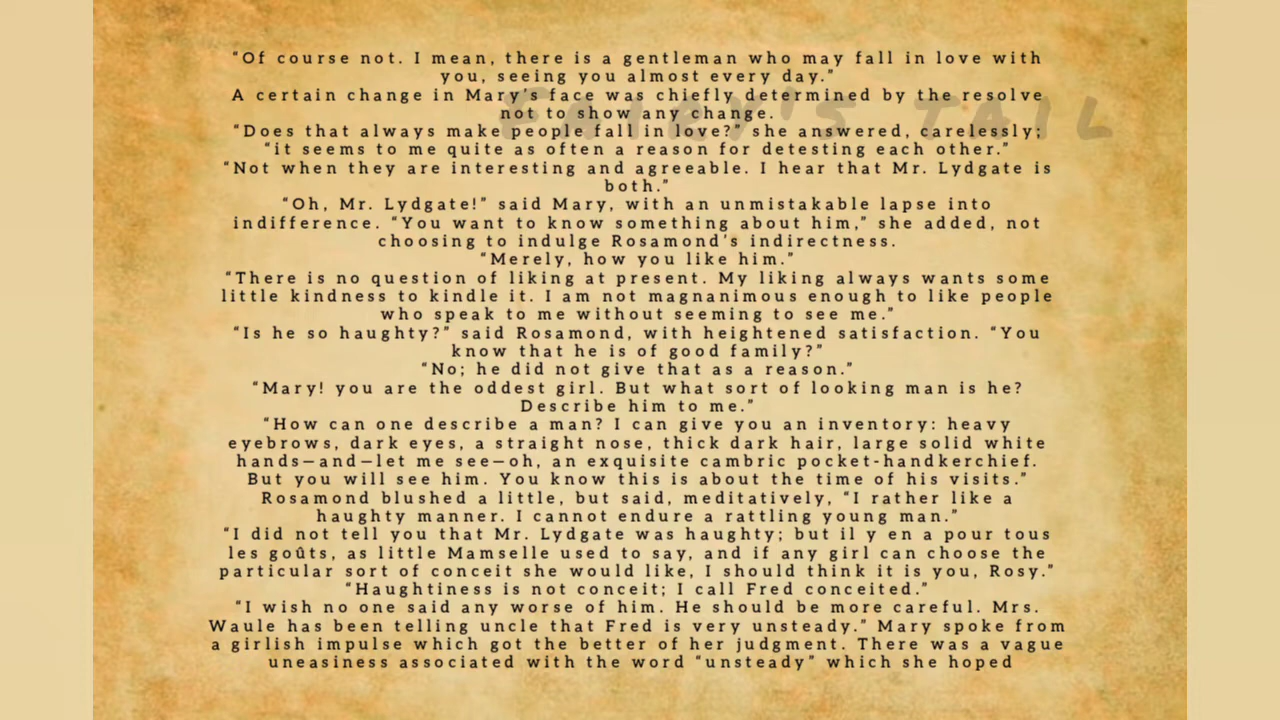 “Of course not. I mean, there is a gentleman who may fall in love with
you, seeing you almost every day.”
A certain change in Mary’s face was chiefly determined by the resolve
not to show any change.
“Does that always make people fall in love?” she answered, carelessly;
“it seems to me quite as often a reason for detesting each other.”
“Not when they are interesting and agreeable. I hear that Mr. Lydgate is
both.”
“Oh, Mr. Lydgate!” said Mary, with an unmistakable lapse into
indifference. “You want to know something about him,” she added, not
choosing to indulge Rosamond’s indirectness.
“Merely, how you like him.”
“There is no question of liking at present. My liking always wants some
little kindness to kindle it. I am not magnanimous enough to like people
who speak to me without seeming to see me.”
“Is he so haughty?” said Rosamond, with heightened satisfaction. “You
know that he is of good family?”
“No; he did not give that as a reason.”
“Mary! you are the oddest girl. But what sort of looking man is he?
Describe him to me.”
“How can one describe a man? I can give you an inventory: heavy
eyebrows, dark eyes, a straight nose, thick dark hair, large solid white
hands—and—let me see—oh, an exquisite cambric pocket-handkerchief.
But you will see him. You know this is about the time of his visits.”
Rosamond blushed a little, but said, meditatively, “I rather like a
haughty manner. I cannot endure a rattling young man.”
“I did not tell you that Mr. Lydgate was haughty; but il y en a pour tous
les goûts, as little Mamselle used to say, and if any girl can choose the
particular sort of conceit she would like, I should think it is you, Rosy.”
“Haughtiness is not conceit; I call Fred conceited.”
“I wish no one said any worse of him. He should be more careful. Mrs.
Waule has been telling uncle that Fred is very unsteady.” Mary spoke from
a girlish impulse which got the better of her judgment. There was a vague
uneasiness associated with the word “unsteady” which she hoped
FAIRY'S TAIL